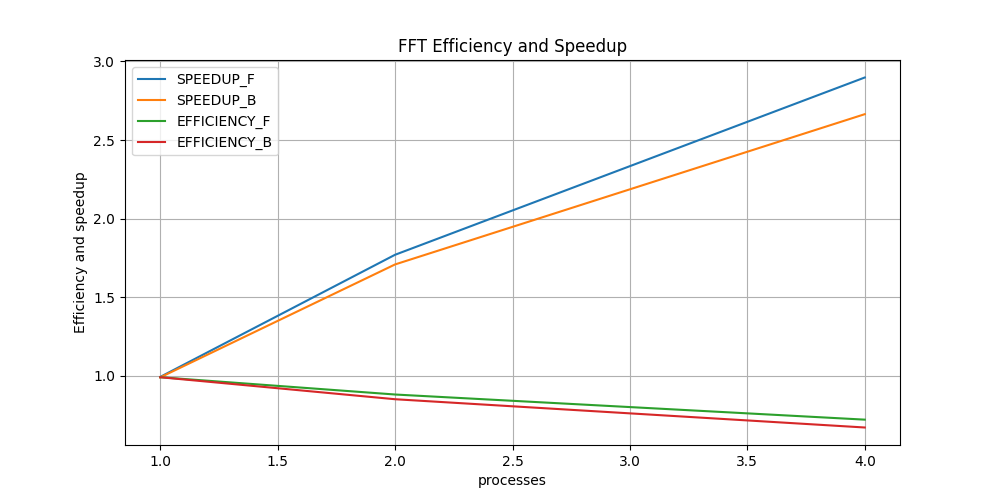 FFT Efficiency and Speedup
SPEEDUP_F
SPEEDUP_B
EFFICIENCY_F
EFFICIENCY_B
Efficiency and speedup
3.0
2.5
2.0
1.5
1.0
1.0 1.5 2.0 2.5 3.0 3.5 4.0
processes